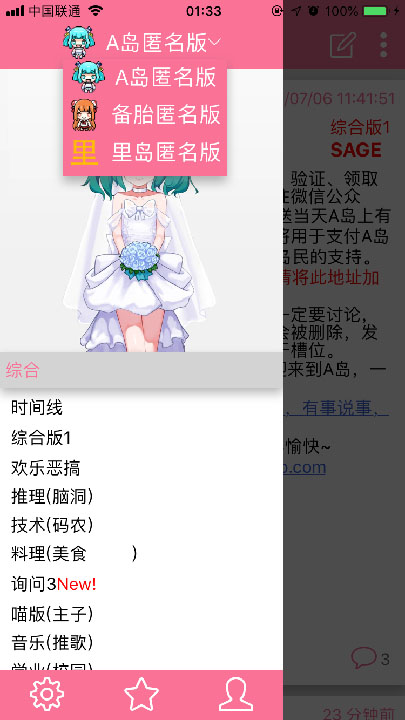 中国联通
01:33
100%
A岛匿名版
A岛匿名版
备胎匿名版
里 里岛匿名版
/07/06 11:41:51
综合版1
SAGE
验证、领取
主微信公众
送当天A岛上有
将用于支付A岛
岛民的支持。
请将此地址加
一定要讨论,
会被删除,发
槽位。
来到A岛,一
,有事说事,
愉快~
o.com
综合
时间线
综合版1
欢乐恶搞
推理(脑洞)
技术(码农)
料理(美食 )
询问3New!
喵版(主子)
音乐(推歌)
3
23 分钟前